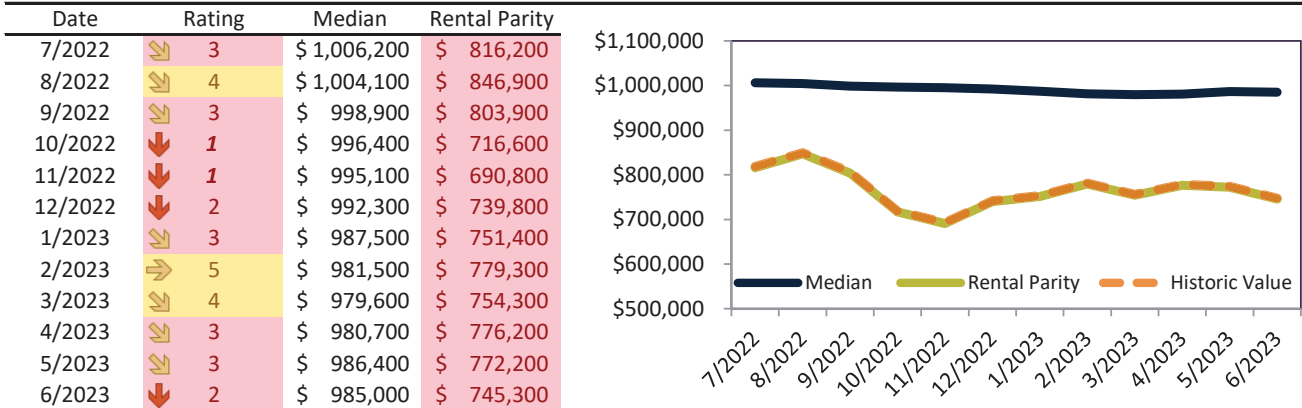 Date Rating Median Rental Parity
7/2022 3 $ 1,006,200 $ 816,200
8/2022 4 $ 1,004,100 $ 846,900
9/2022 3 $ 998,900 $ 803,900
10/2022 1 $ 996,400 $ 716,600
11/2022 1 $ 995,100 $ 690,800
12/2022 2 $ 992,300 $ 739,800
1/2023 3 $ 987,500 $ 751,400
2/2023 5 $ 981,500 $ 779,300
3/2023 4 $ 979,600 $ 754,300
4/2023 3 $ 980,700 $ 776,200
5/2023 3 $ 986,400 $ 772,200
6/2023 2 $ 985,000 $ 745,300
$1,100,000
$1,000,000
$900,000
$800,000
$700,000
$600,000
$500,000
Median Rental Parity Historic Value
7/2022 8/2022 9/2022 10/2022 11/2022 12/2022 1/2023 2/2023 3/2023 4/2023 5/2023 6/2023